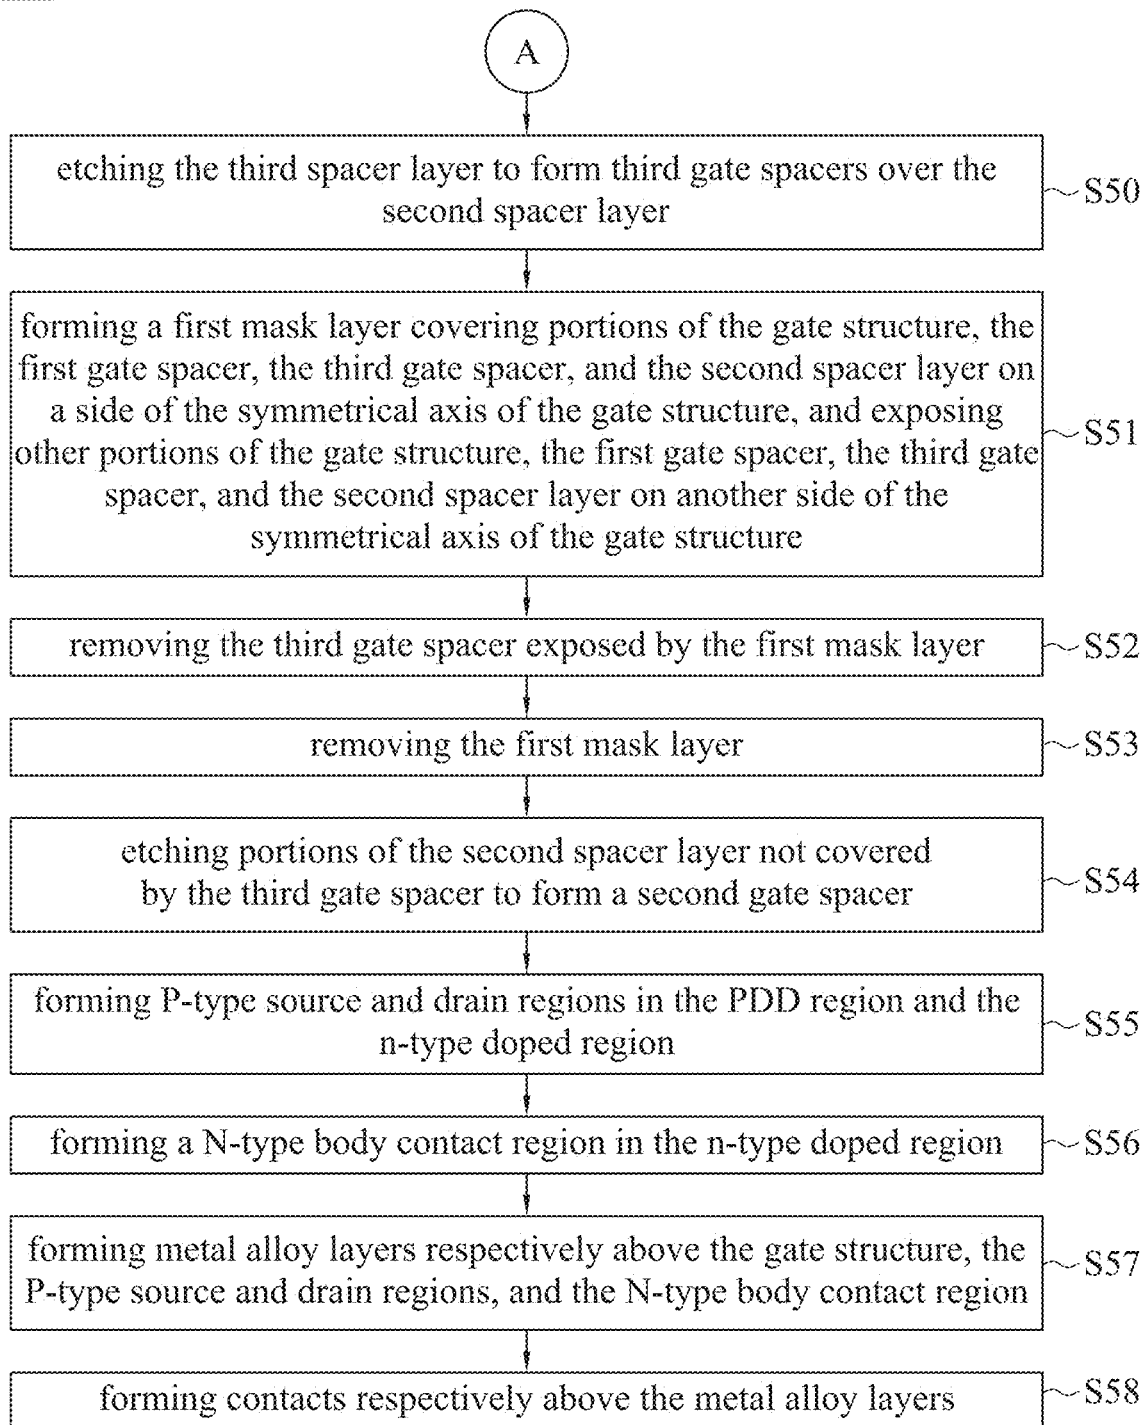 A
etching the third spacer layer to form third gate spacers over the
second spacer layer
S50
forming a first mask layer covering portions of the gate structure, the
first gate spacer, the third gate spacer, and the second spacer layer on
a side of the symmetrical axis of the gate structure, and exposing
other portions of the gate structure, the first gate spacer, the third gate
spacer, and the second spacer layer on another side of the
symmetrical axis of the gate structure
S51
removing the third gate spacer exposed by the first mask layer
S52
removing the first mask layer
S53
etching portions of the second spacer layer not covered
by the third gate spacer to form a second gate spacer
S54
forming P-type source and drain regions in the PDD region and the
n-type doped region
S55
forming a N-type body contact region in the n-type doped region
S56
forming metal alloy layers respectively above the gate structure, the
P-type source and drain regions, and the N-type body contact region
S57
forming contacts respectively above the metal alloy layers
S58